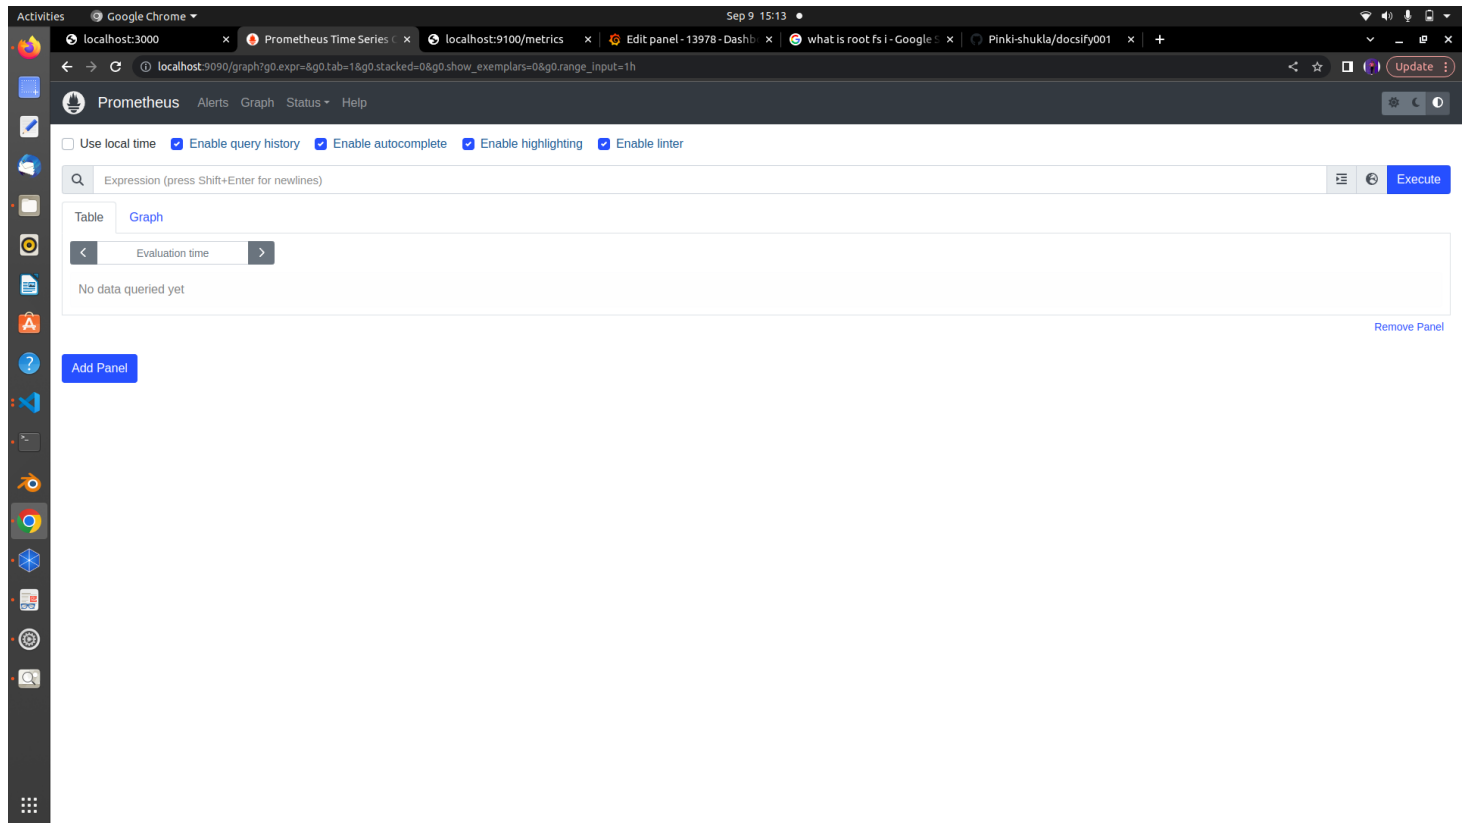 Activities Google Chrome Sep 9 15:13
localhost:3000 Prometheus Time Series localhost:9100/metrics Edit panel - 13978 - Dashb what is root fs i - Google S Pinki-shukla/docsify001
localhost:9090/graph?g0.expr=&g0.tab=1&g0.stacked=0&g0.show_exemplars=0&g0.range_input=1h Update
Prometheus Alerts Graph Status Help
Use local time Enable query history Enable autocomplete Enable highlighting Enable linter
Expression (press Shift+Enter for newlines) Execute
Table Graph
Evaluation time
No data queried yet
Remove Panel
Add Panel